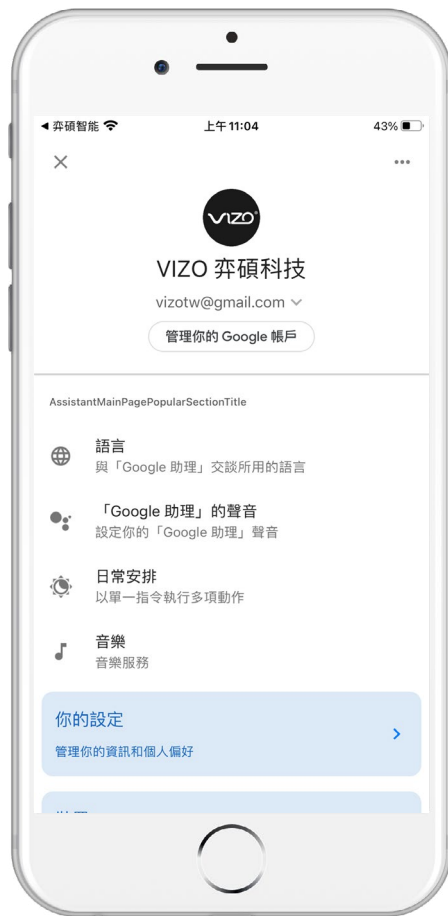 ◀ 弈碩智能
上午 11:04
43%
VIZO
VIZO 弈碩科技
vizotw@gmail.com
管理你的 Google 帳戶
AssistantMainPagePopularSectionTitle
語言
與「Google 助理」交談所用的語言
「Google 助理」的聲音
設定你的「Google 助理」聲音
日常安排
以單一指令執行多項動作
音樂
音樂服務
你的設定
管理你的資訊和個人偏好